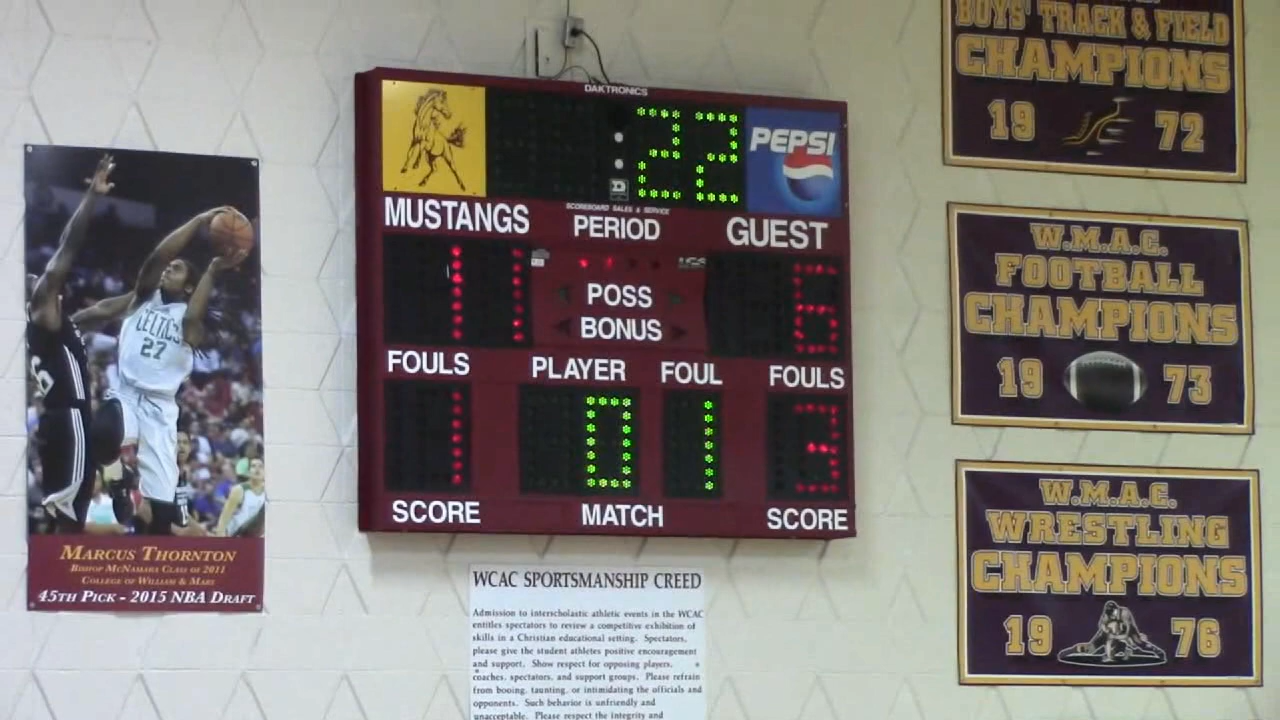 BOYS' TRACK & FIELD
CHAMPIONS
19 72
DAKTRONICS
:22
PEPSI
SCOREBOARD SALES & SERVICE
MUSTANGS
PERIOD
GUEST
11
6
POSS
BONUS
FOULS
PLAYER
FOUL
FOULS
1
0
1
3
SCORE
MATCH
SCORE
W.M.A.C.
FOOTBALL
CHAMPIONS
19 73
W.M.A.C.
WRESTLING
CHAMPIONS
19 76
CELTICS
27
MARCUS THORNTON
BISHOP MCNAMARA CLASS OF 2011
COLLEGE OF WILLIAM & MARY
45TH PICK - 2015 NBA DRAFT
WCAC SPORTSMANSHIP CREED
Admission to interscholastic athletic events in the WCAC
entitles spectators to review a competitive exhibition of
skills in a Christian educational setting. Spectators,
please give the student athletes positive encouragement
and support. Show respect for opposing players,
coaches, spectators, and support groups. Please refrain
from booing, taunting, or intimidating the officials and
opponents. Such behavior is unfriendly and
unacceptable. Please respect the integrity and